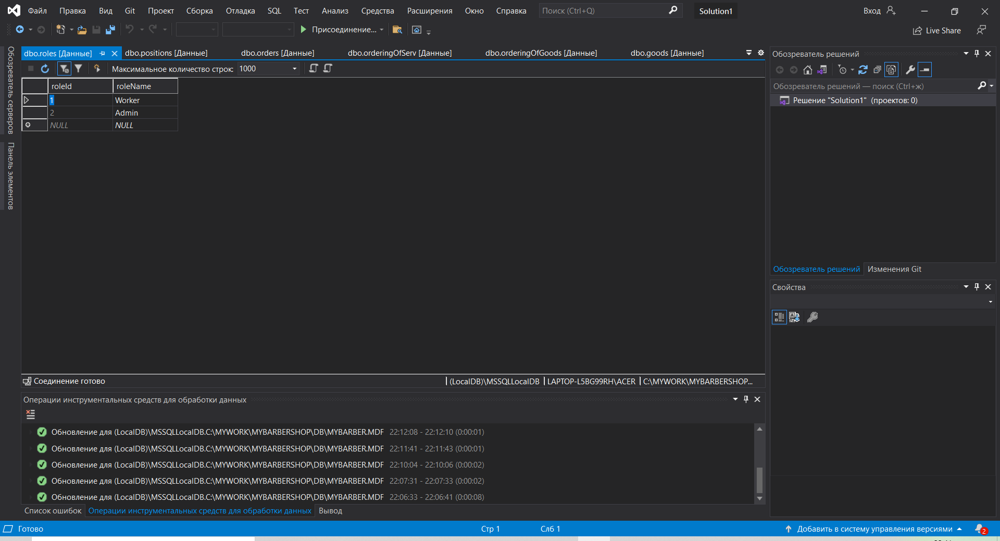 Файл Правка Вид Git Проект Сборка Отладка SQL Тест Анализ Средства Расширения Окно Справка Поиск (Ctrl+Q) Solution1 Вход
Присоединение... Live Share
Обозреватель серверов
Панель элементов
dbo.roles [Данные] dbo.positions [Данные] dbo.orders [Данные] dbo.orderingOfServ [Данные] dbo.orderingOfGoods [Данные] dbo.goods [Данные]
Максимальное количество строк: 1000
roleId roleName
1 Worker
2 Admin
NULL NULL
Соединение готово (LocalDB)\MSSQLLocalDB LAPTOP-L5BG99RH\ACER C:\MYWORK\MYBARBERSHOP...
Операции инструментальных средств для обработки данных
Обновление для (LocalDB)\MSSQLLocalDB.C:\MYWORK\MYBARBERSHOP\DB\MYBARBER.MDF 22:12:08 - 22:12:10 (0:00:01)
Обновление для (LocalDB)\MSSQLLocalDB.C:\MYWORK\MYBARBERSHOP\DB\MYBARBER.MDF 22:11:41 - 22:11:43 (0:00:01)
Обновление для (LocalDB)\MSSQLLocalDB.C:\MYWORK\MYBARBERSHOP\DB\MYBARBER.MDF 22:10:04 - 22:10:06 (0:00:02)
Обновление для (LocalDB)\MSSQLLocalDB.C:\MYWORK\MYBARBERSHOP\DB\MYBARBER.MDF 22:07:31 - 22:07:33 (0:00:02)
Обновление для (LocalDB)\MSSQLLocalDB.C:\MYWORK\MYBARBERSHOP\DB\MYBARBER.MDF 22:06:33 - 22:06:41 (0:00:08)
Список ошибок Операции инструментальных средств для обработки данных Вывод
Обозреватель решений
Обозреватель решений — поиск (Ctrl+ж)
Решение "Solution1" (проектов: 0)
Обозреватель решений Изменения Git
Свойства
Готово Стр 1 Слб 1 Добавить в систему управления версиями 2